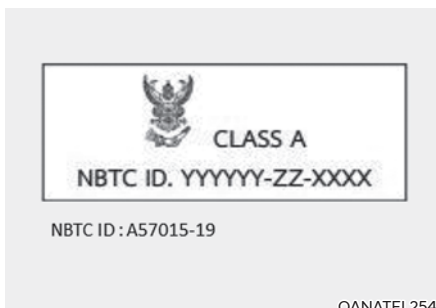 CLASS A
NBTC ID. YYYYYY-ZZ-XXXX
NBTC ID : A57015-19
OANATEL254